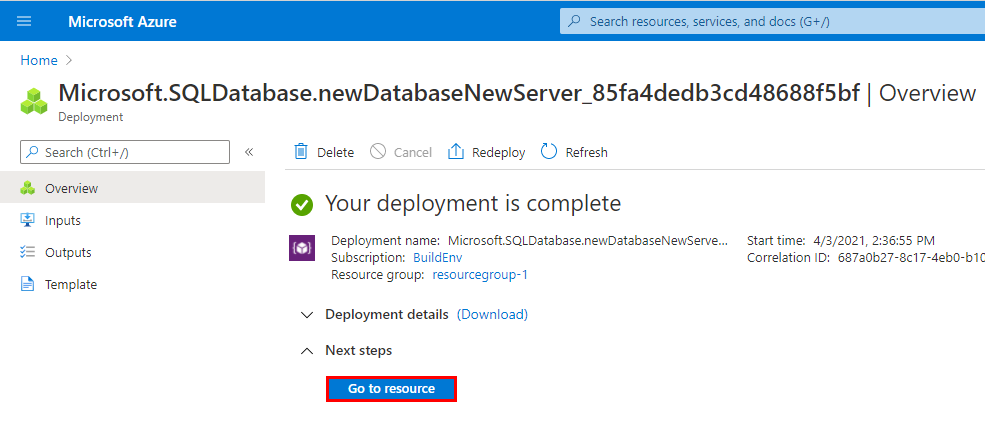 Microsoft Azure
Search resources, services, and docs (G+/)
Home
Microsoft.SQLDatabase.newDatabaseNewServer_85fa4dedb3cd48688f5bf | Overview
Deployment
Search (Ctrl+/)
«
Delete
Cancel
Redeploy
Refresh
Overview
Inputs
Outputs
Template
Your deployment is complete
Deployment name: Microsoft.SQLDatabase.newDatabaseNewServe...
Subscription: BuildEnv
Resource group: resourcegroup-1
Start time: 4/3/2021, 2:36:55 PM
Correlation ID: 687a0b27-8c17-4eb0-b10
Deployment details (Download)
Next steps
Go to resource